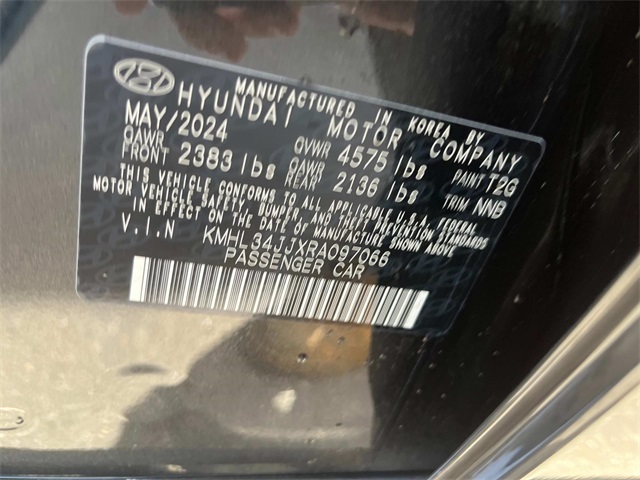 MANUFACTURED IN KOREA BY
HYUNDAI MOTOR COMPANY
MAY/2024 GVWR 4575 lbs PAINT T2G
GAWR FRONT 2383 lbs GAWR REAR 2136 lbs TRIM NNB
THIS VEHICLE CONFORMS TO ALL APPLICABLE U.S.A. FEDERAL
MOTOR VEHICLE SAFETY, BUMPER, AND THEFT PREVENTION STANDARDS
IN EFFECT ON THE DATE OF MANUFACTURE SHOWN ABOVE
V.I.N KMHL34JJXRA097066
PASSENGER CAR